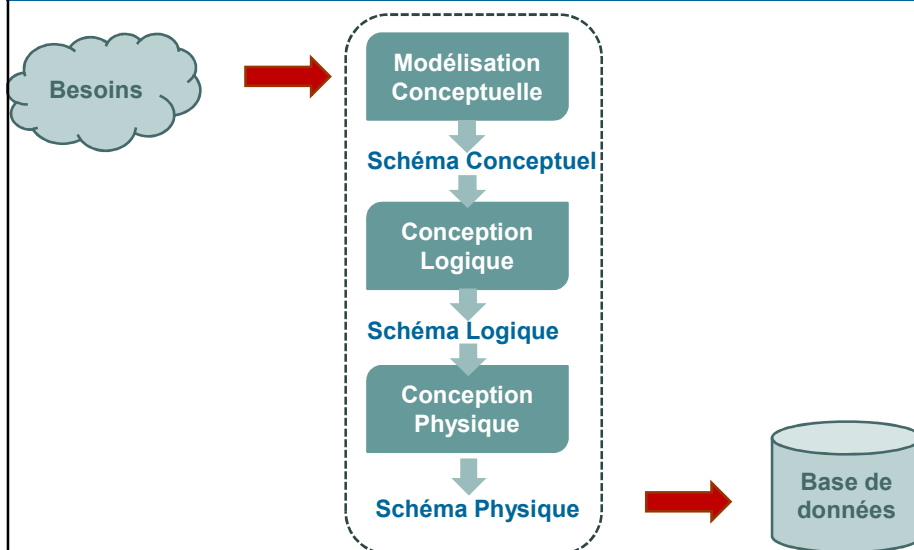 Besoins
Modélisation
Conceptuelle
Schéma Conceptuel
Conception
Logique
Schéma Logique
Conception
Physique
Schéma Physique
Base de
données